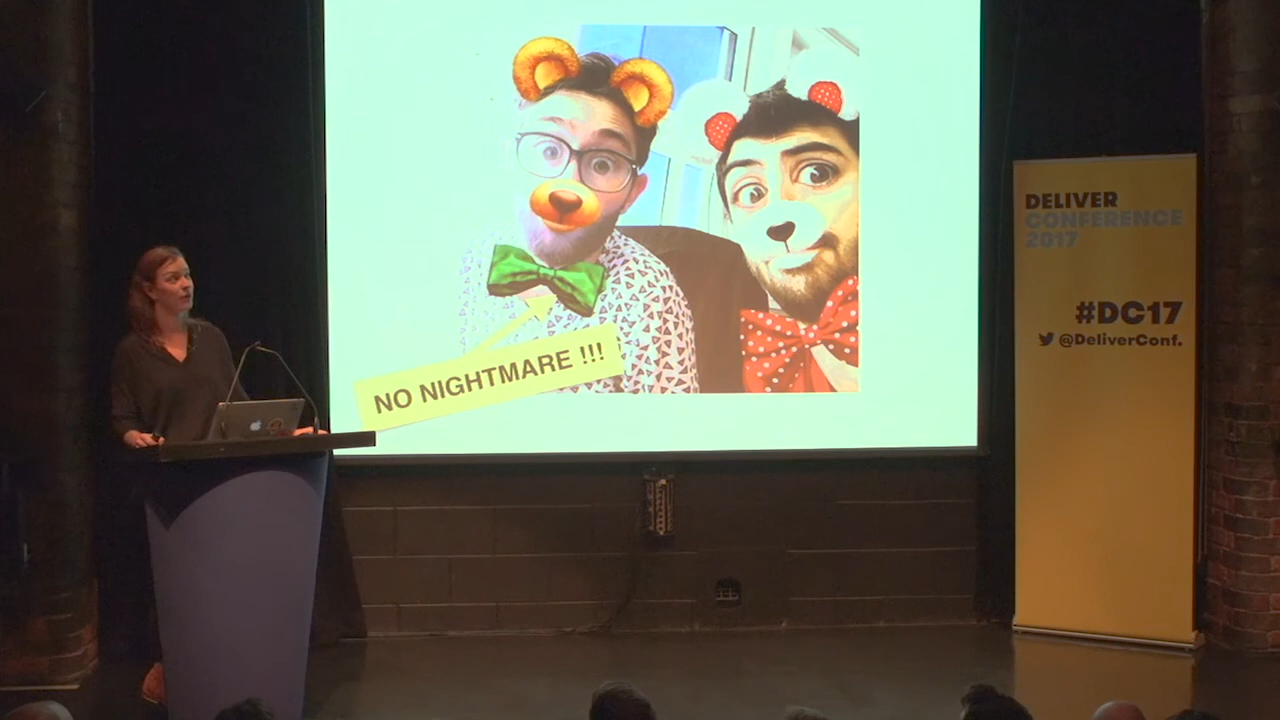 NO NIGHTMARE !!!
DELIVER
CONFERENCE
2017
#DC17
@DeliverConf.